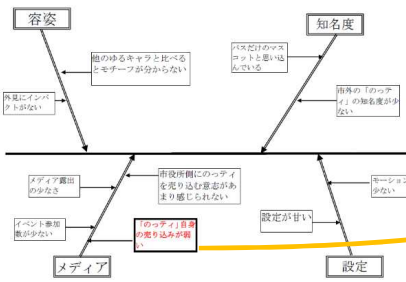 容姿
知名度
他のゆるキャラと比べる
とモチーフが分からない
バスだけのマス
コットと思い込
んでいる
外見にインパ
クトがない
市外の「のっテ
ィ」の知名度が少
ない
メディア露出
の少なさ
市役所側にのっティ
を売り込む意志があ
まり感じられない
モーション
少ない
イベント参加
数が少ない
「のっティ」自身
の売り込みが弱
い
設定が甘い
メディア
設定